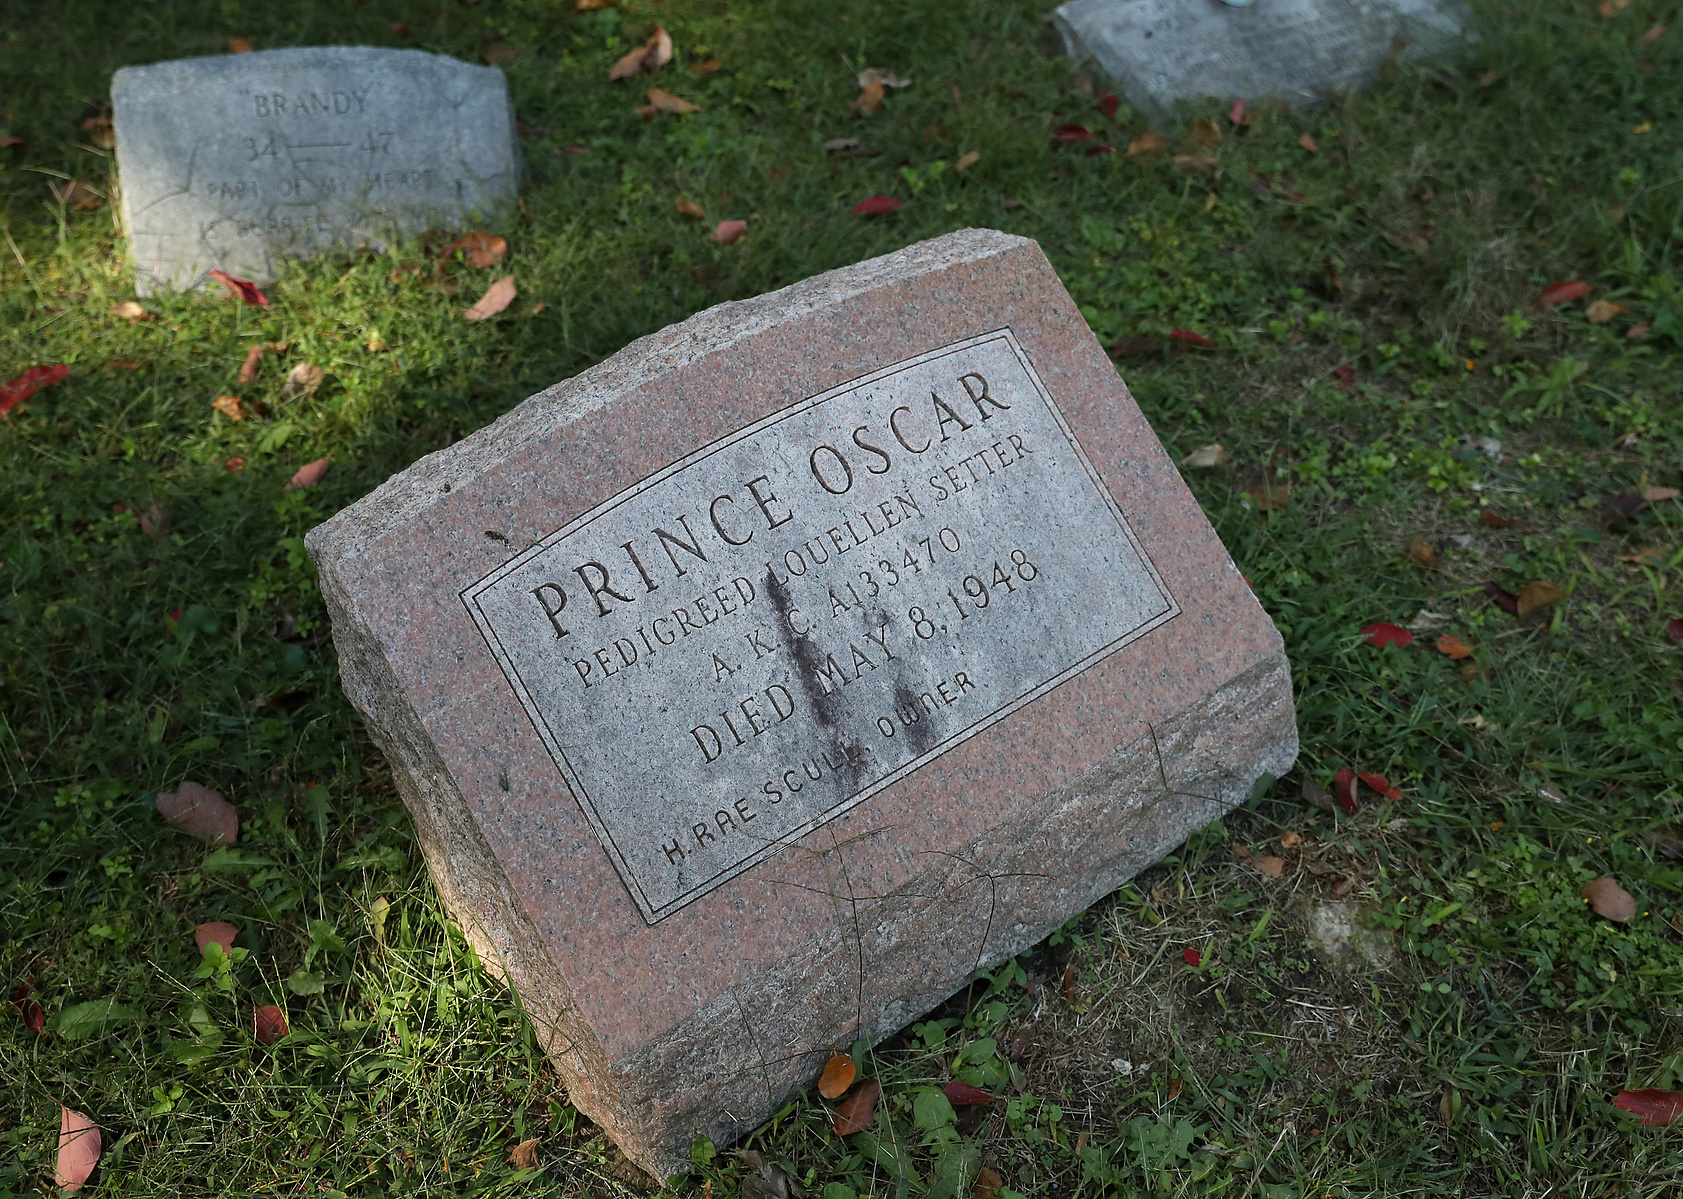 "BRANDY
34 — 47
PART OF MY HEART
PRINCE OSCAR
PEDIGREED LOUELLEN SETTER
A. K. C. A133470
DIED MAY 8, 1948
H. RAE SCULL, OWNER